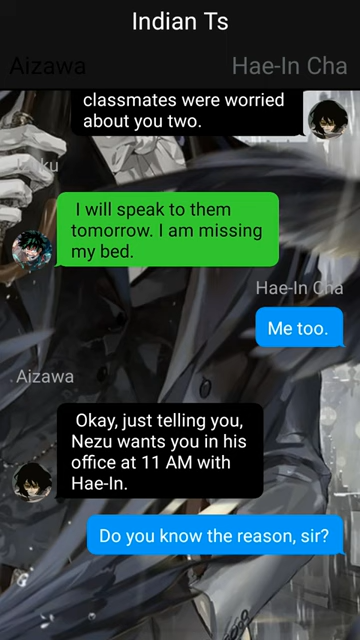 Indian Ts
Aizawa
Hae-In Cha
classmates were worried
about you two.
I will speak to them
tomorrow. I am missing
my bed.
Hae-In Cha
Me too.
Aizawa
Okay, just telling you,
Nezu wants you in his
office at 11 AM with
Hae-In.
Do you know the reason, sir?